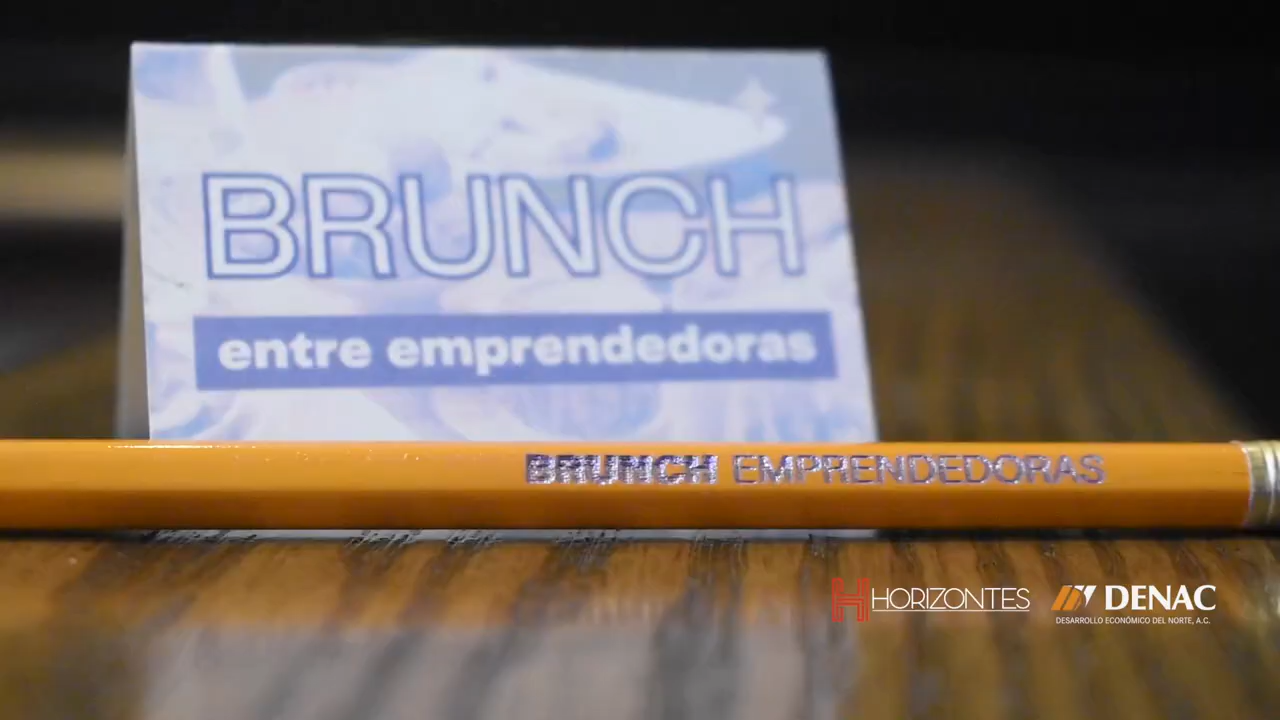 BRUNCH
entre emprendedoras
BRUNCH EMPRENDEDORAS
HORIZONTES
DENAC
DESARROLLO ECONÓMICO DEL NORTE, A.C.